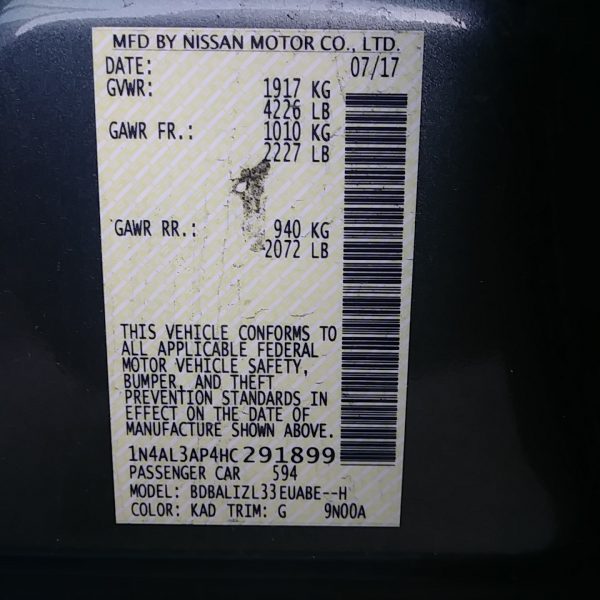 MFD BY NISSAN MOTOR CO., LTD.
DATE: 07/17
GVWR: 1917 KG
4226 LB
GAWR FR.: 1010 KG
2227 LB
GAWR RR.: 940 KG
2072 LB
THIS VEHICLE CONFORMS TO
ALL APPLICABLE FEDERAL
MOTOR VEHICLE SAFETY,
BUMPER, AND THEFT
PREVENTION STANDARDS IN
EFFECT ON THE DATE OF
MANUFACTURE SHOWN ABOVE.
1N4AL3AP4HC291899
PASSENGER CAR 594
MODEL: BDBALIZL33EUABE--H
COLOR: KAD TRIM: G 9N00A